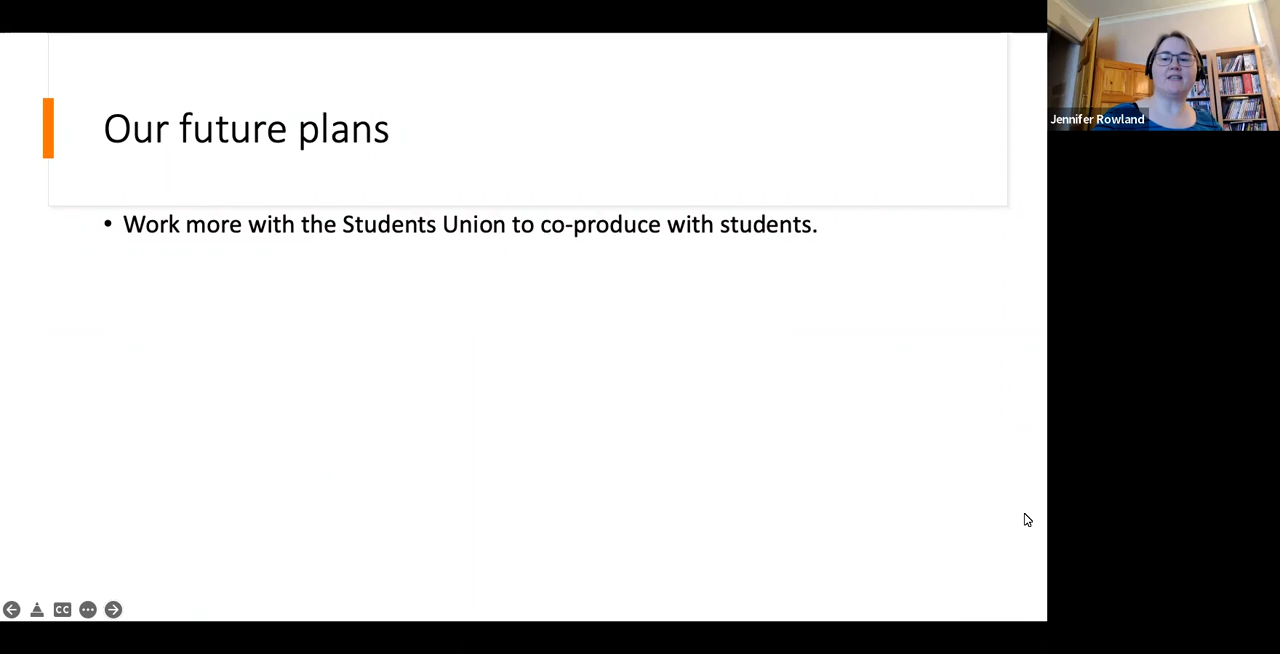 Our future plans
• Work more with the Students Union to co-produce with students.
Jennifer Rowland
CC